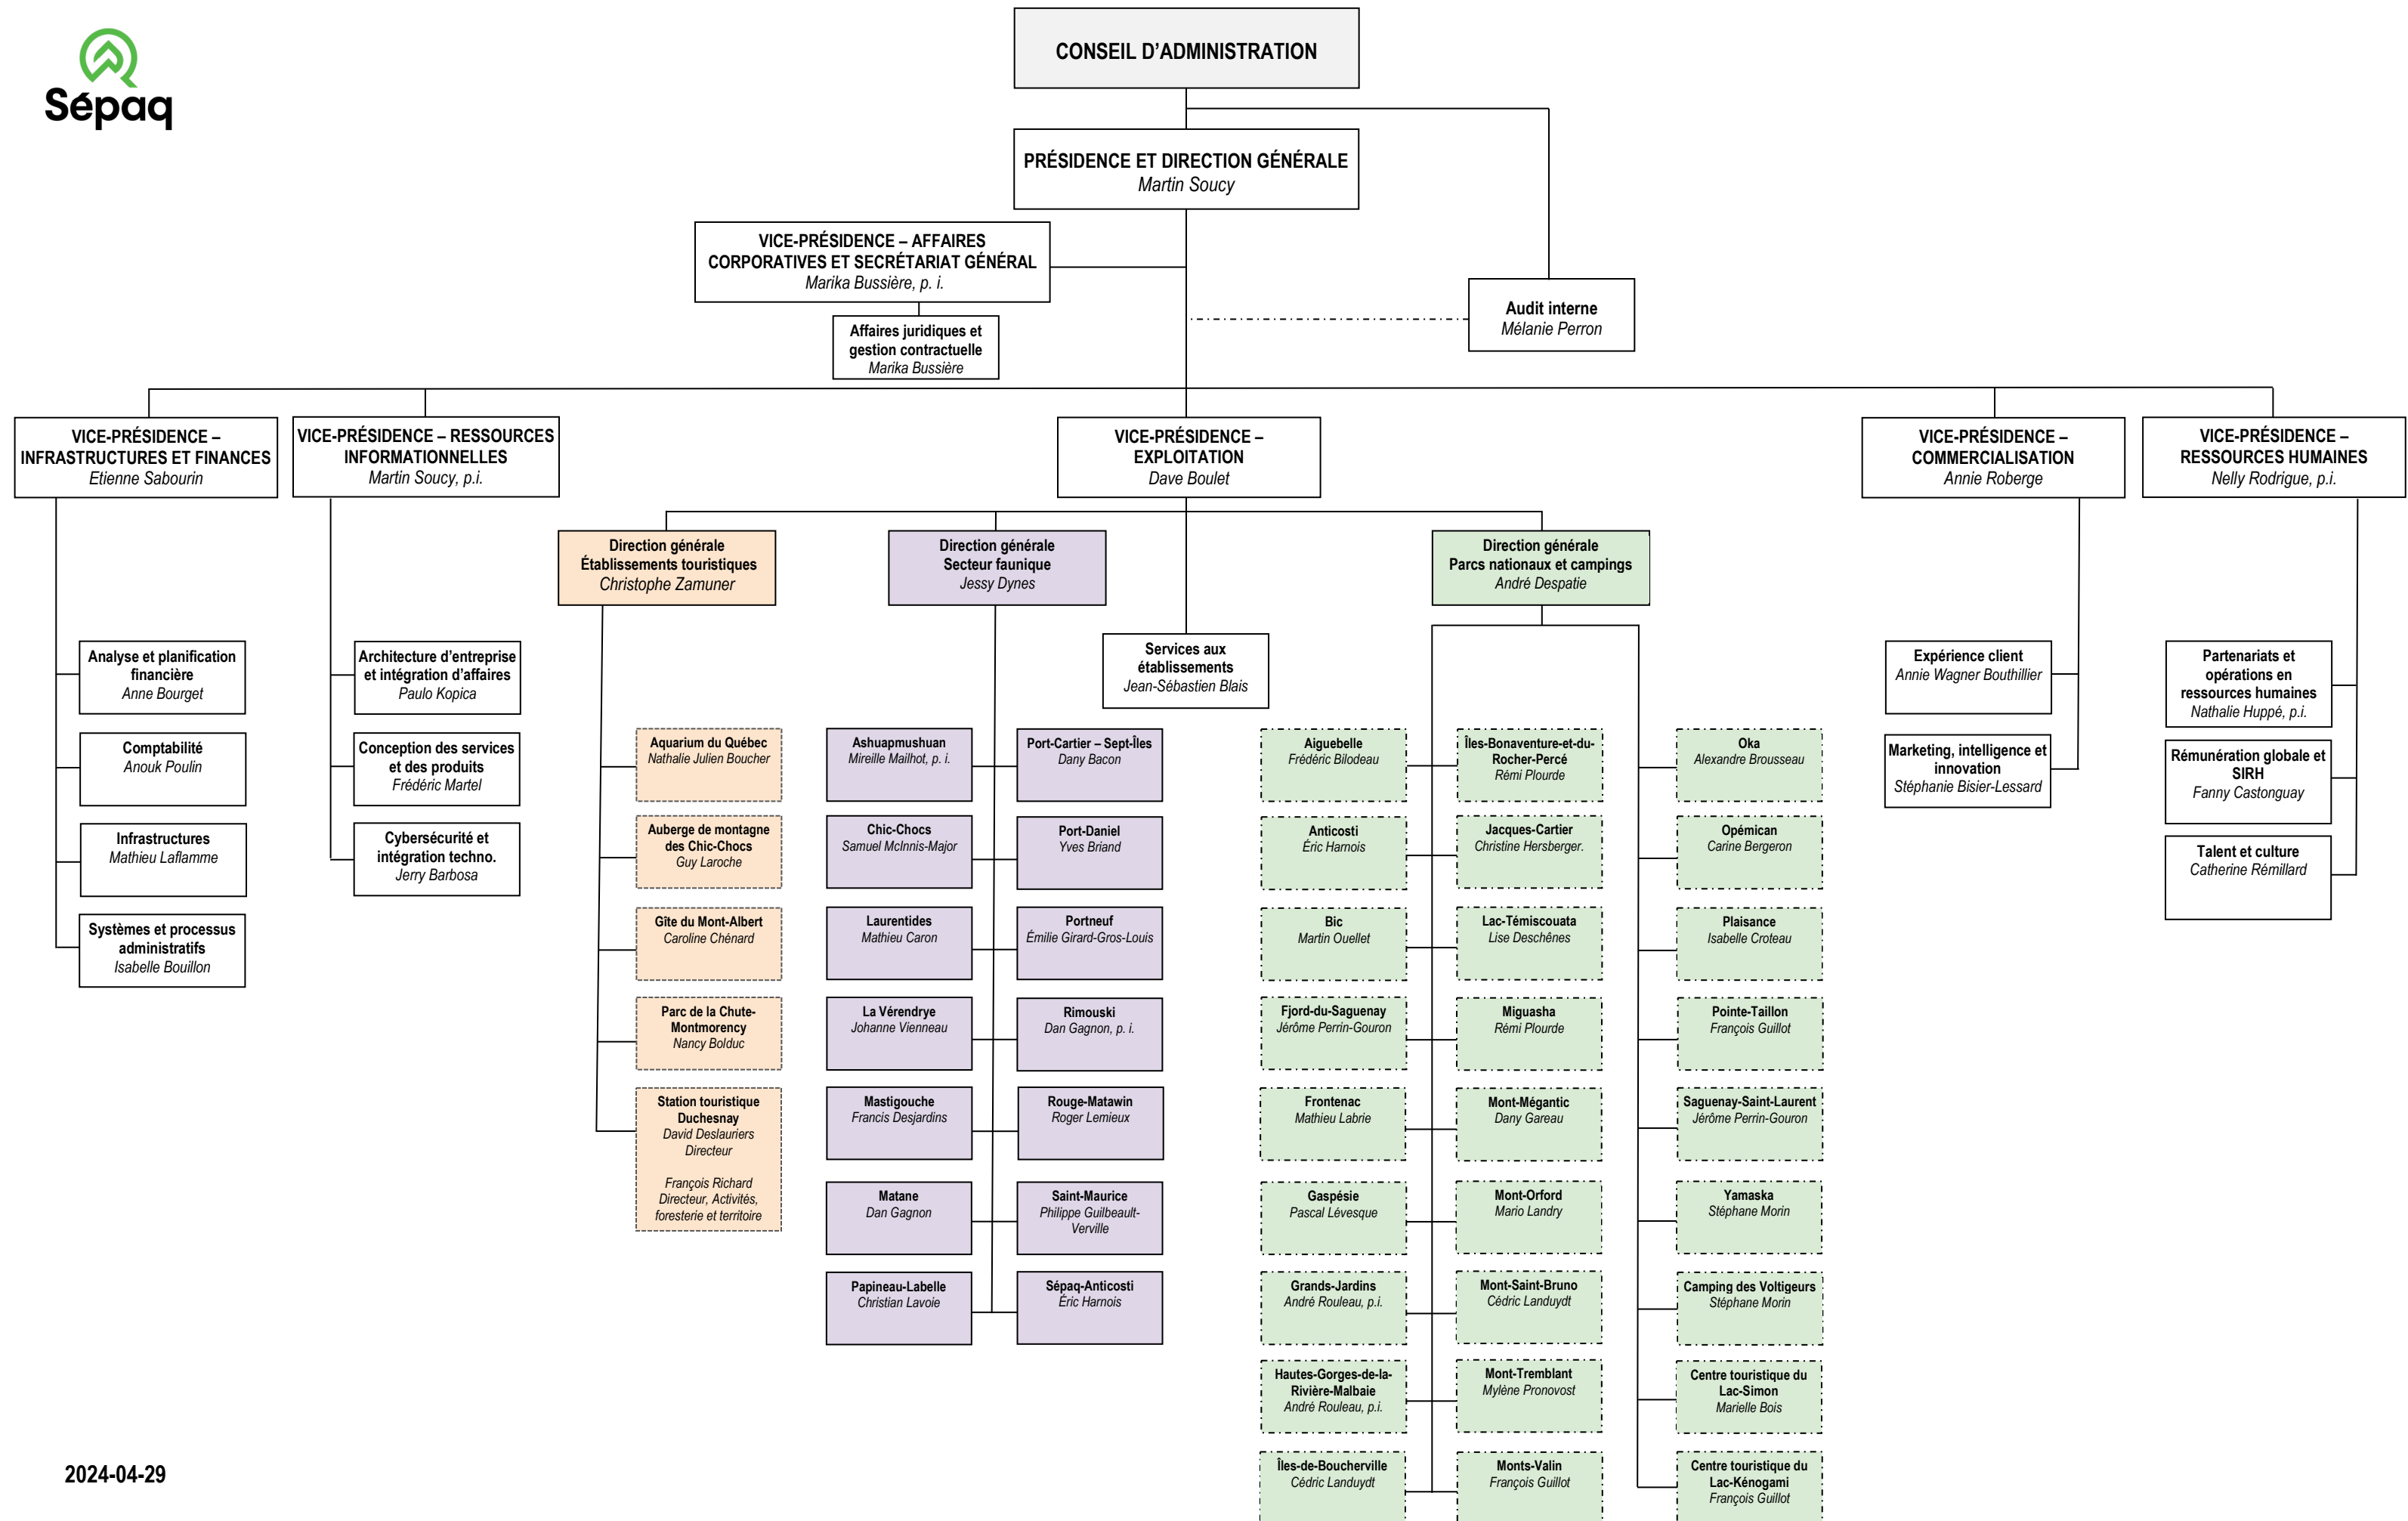 Sépaq
CONSEIL D'ADMINISTRATION
PRÉSIDENCE ET DIRECTION GÉNÉRALE
Martin Soucy
VICE-PRÉSIDENCE – AFFAIRES
CORPORATIVES ET SECRÉTARIAT GÉNÉRAL
Marika Bussière, p. i.
Affaires juridiques et
gestion contractuelle
Marika Bussière
Audit interne
Mélanie Perron
VICE-PRÉSIDENCE –
INFRASTRUCTURES ET FINANCES
Etienne Sabourin
VICE-PRÉSIDENCE – RESSOURCES
INFORMATIONNELLES
Martin Soucy, p.i.
VICE-PRÉSIDENCE –
EXPLOITATION
Dave Boulet
VICE-PRÉSIDENCE –
COMMERCIALISATION
Annie Roberge
VICE-PRÉSIDENCE –
RESSOURCES HUMAINES
Nelly Rodrigue, p.i.
Direction générale
Établissements touristiques
Christophe Zamuner
Direction générale
Secteur faunique
Jessy Dynes
Direction générale
Parcs nationaux et campings
André Despatie
Services aux
établissements
Jean-Sébastien Blais
Analyse et planification
financière
Anne Bourget
Comptabilité
Anouk Poulin
Infrastructures
Mathieu Laflamme
Systèmes et processus
administratifs
Isabelle Bouillon
Architecture d'entreprise
et intégration d'affaires
Paulo Kopica
Conception des services
et des produits
Frédéric Martel
Cybersécurité et
intégration techno.
Jerry Barbosa
Aquarium du Québec
Nathalie Julien Boucher
Auberge de montagne
des Chic-Chocs
Guy Laroche
Gîte du Mont-Albert
Caroline Chénard
Parc de la Chute-
Montmorency
Nancy Bolduc
Station touristique
Duchesnay
David Deslauriers
Directeur
François Richard
Directeur, Activités,
foresterie et territoire
Ashuapmushuan
Mireille Mailhot, p. i.
Chic-Chocs
Samuel McInnis-Major
Laurentides
Mathieu Caron
La Vérendrye
Johanne Vienneau
Mastigouche
Francis Desjardins
Matane
Dan Gagnon
Papineau-Labelle
Christian Lavoie
Port-Cartier – Sept-Îles
Dany Bacon
Port-Daniel
Yves Briand
Portneuf
Émilie Girard-Gros-Louis
Rimouski
Dan Gagnon, p. i.
Rouge-Matawin
Roger Lemieux
Saint-Maurice
Philippe Guilbeault-
Verville
Sépaq-Anticosti
Éric Harnois
Aiguebelle
Frédéric Bilodeau
Anticosti
Éric Harnois
Bic
Martin Ouellet
Fjord-du-Saguenay
Jérôme Perrin-Gouron
Frontenac
Mathieu Labrie
Gaspésie
Pascal Lévesque
Grands-Jardins
André Rouleau, p.i.
Hautes-Gorges-de-la-
Rivière-Malbaie
André Rouleau, p.i.
Îles-de-Boucherville
Cédric Landuydt
Îles-Bonaventure-et-du-
Rocher-Percé
Rémi Plourde
Jacques-Cartier
Christine Hersberger.
Lac-Témiscouata
Lise Deschênes
Miguasha
Rémi Plourde
Mont-Mégantic
Dany Gareau
Mont-Orford
Mario Landry
Mont-Saint-Bruno
Cédric Landuydt
Mont-Tremblant
Mylène Pronovost
Monts-Valin
François Guillot
Oka
Alexandre Brousseau
Opémican
Carine Bergeron
Plaisance
Isabelle Croteau
Pointe-Taillon
François Guillot
Saguenay-Saint-Laurent
Jérôme Perrin-Gouron
Yamaska
Stéphane Morin
Camping des Voltigeurs
Stéphane Morin
Centre touristique du
Lac-Simon
Marielle Bois
Centre touristique du
Lac-Kénogami
François Guillot
Expérience client
Annie Wagner Bouthillier
Marketing, intelligence et
innovation
Stéphanie Bisier-Lessard
Partenariats et
opérations en
ressources humaines
Nathalie Huppé, p.i.
Rémunération globale et
SIRH
Fanny Castonguay
Talent et culture
Catherine Rémillard
2024-04-29